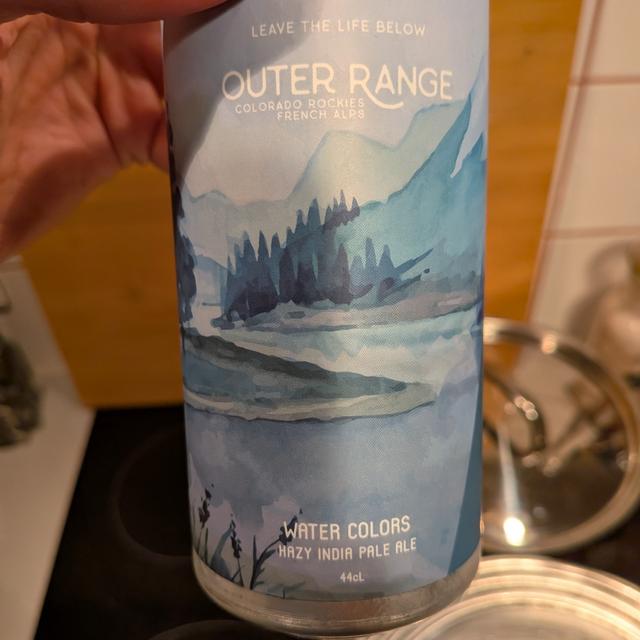 LEAVE THE LIFE BELOW
OUTER RANGE
COLORADO ROCKIES
FRENCH ALPS
WATER COLORS
HAZY INDIA PALE ALE
44cL